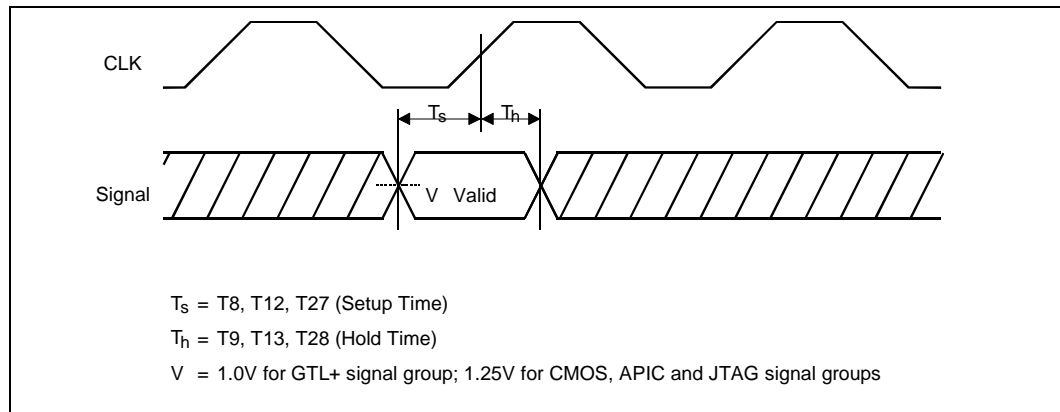 CLK
Ts Th
Signal
V Valid
Ts = T8, T12, T27 (Setup Time)
Th = T9, T13, T28 (Hold Time)
V = 1.0V for GTL+ signal group; 1.25V for CMOS, APIC and JTAG signal groups